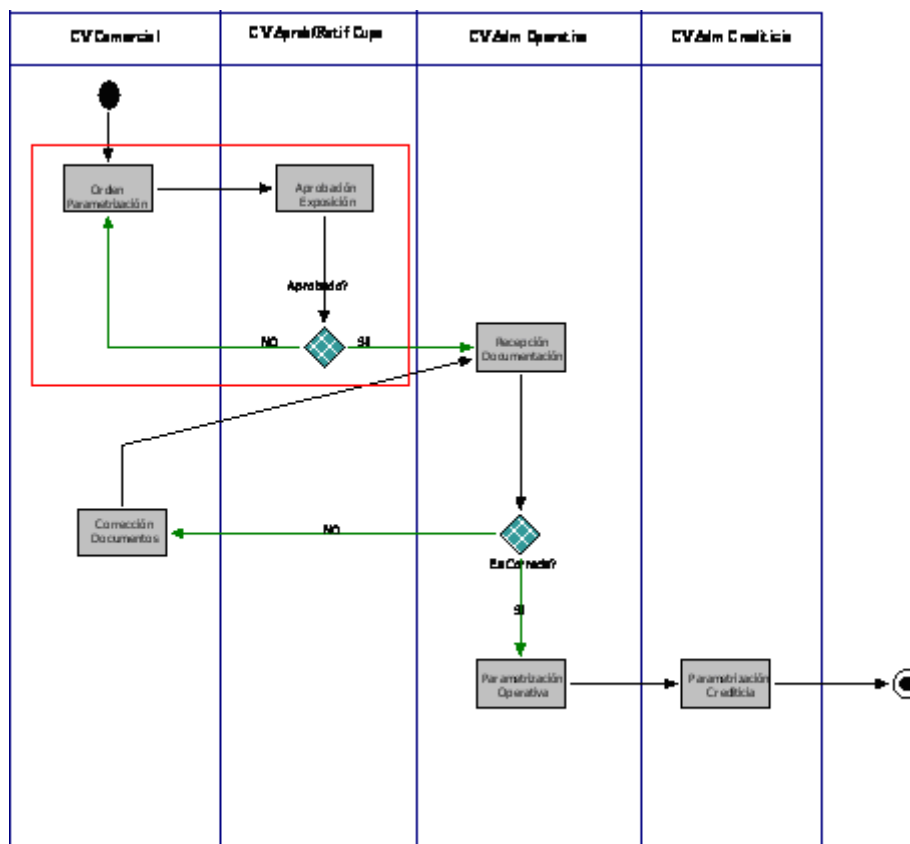 CV Comercial
CV Aprob/Ratif Cupo
CV Adm Operativa
CV Adm Crediticia
Orden
Parametrización
Aprobación
Exposición
Aprobado?
NO
SI
Recepción
Documentación
Corrección
Documentos
NO
Es Correcta?
SI
Parametrización
Operativa
Parametrización
Crediticia